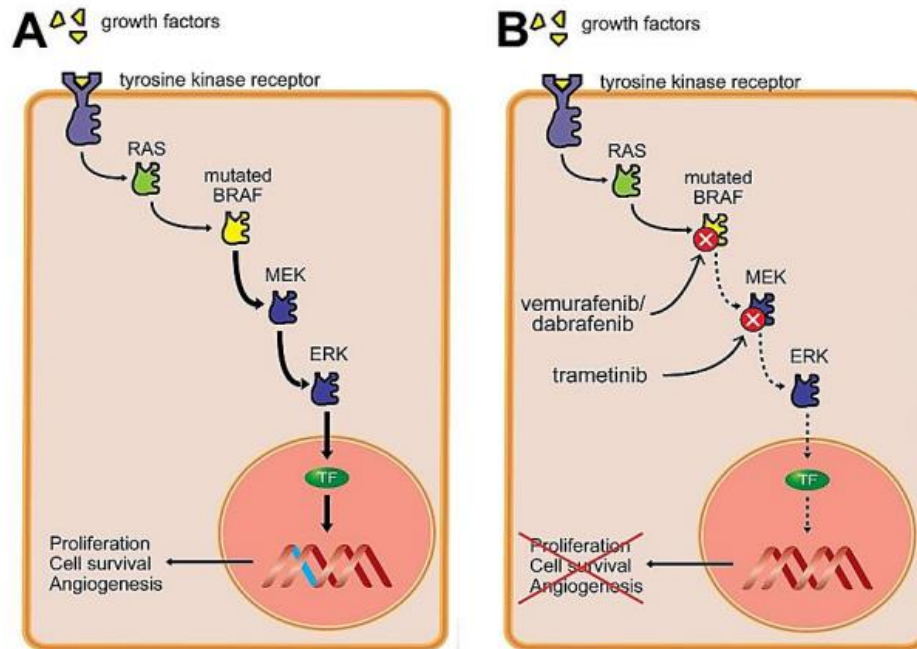 A
growth factors
tyrosine kinase receptor
RAS
mutated
BRAF
MEK
ERK
TF
Proliferation
Cell survival
Angiogenesis
B
growth factors
tyrosine kinase receptor
RAS
mutated
BRAF
MEK
vemurafenib/
dabrafenib
ERK
trametinib
TF
Proliferation
Cell survival
Angiogenesis